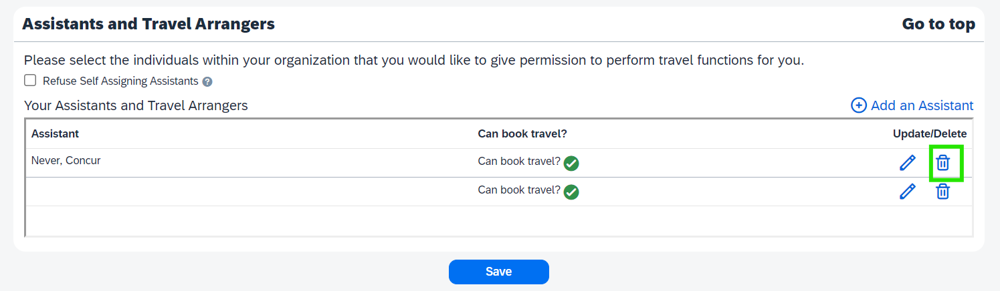 Assistants and Travel Arrangers Go to top
Please select the individuals within your organization that you would like to give permission to perform travel functions for you.
Refuse Self Assigning Assistants ?
Your Assistants and Travel Arrangers Add an Assistant
Assistant Can book travel? Update/Delete
Never, Concur Can book travel?
Can book travel?
Save